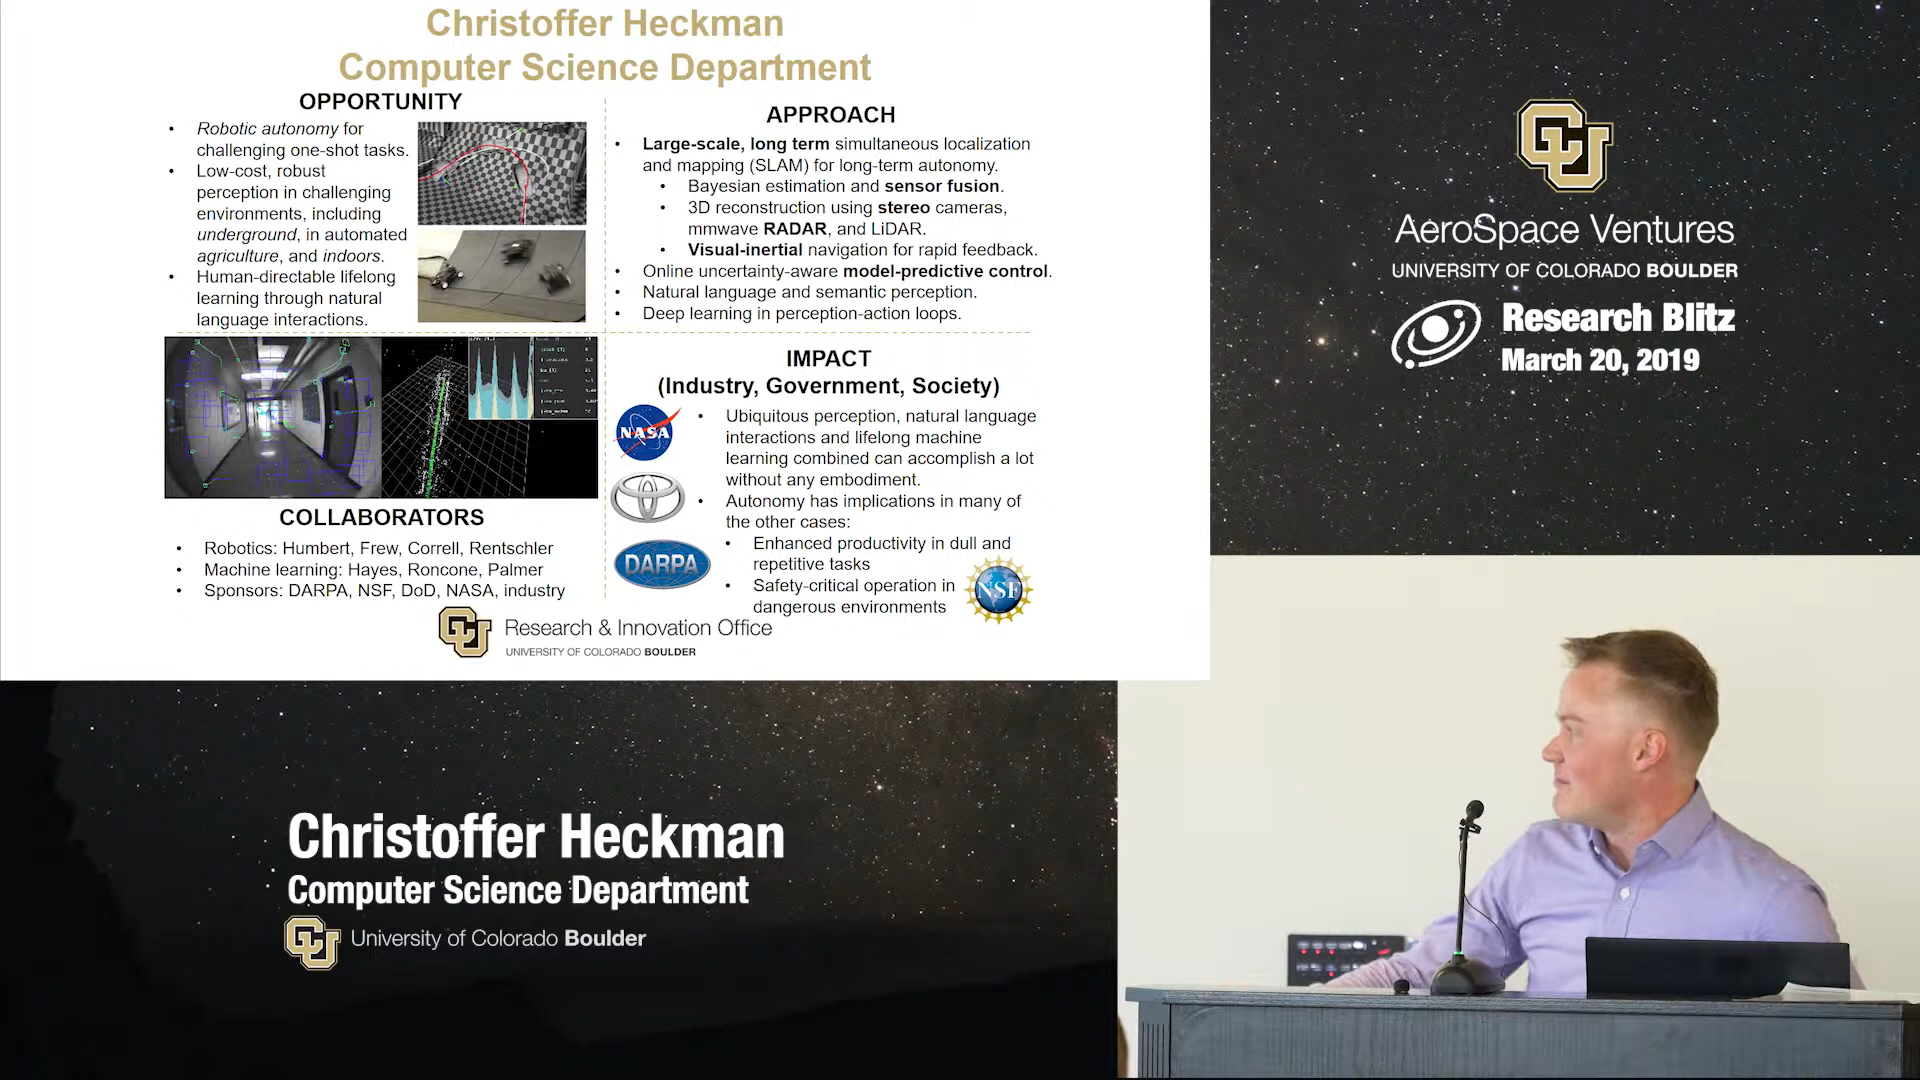 Christoffer Heckman
Computer Science Department
OPPORTUNITY
Robotic autonomy for
challenging one-shot tasks.
Low-cost, robust
perception in challenging
environments, including
underground, in automated
agriculture, and indoors.
Human-directable lifelong
learning through natural
language interactions.
APPROACH
Large-scale, long term simultaneous localization
and mapping (SLAM) for long-term autonomy.
Bayesian estimation and sensor fusion.
3D reconstruction using stereo cameras,
mmwave RADAR, and LiDAR.
Visual-inertial navigation for rapid feedback.
Online uncertainty-aware model-predictive control.
Natural language and semantic perception.
Deep learning in perception-action loops.
COLLABORATORS
Robotics: Humbert, Frew, Correll, Rentschler
Machine learning: Hayes, Roncone, Palmer
Sponsors: DARPA, NSF, DoD, NASA, industry
IMPACT
(Industry, Government, Society)
NASA
DARPA
NSF
Ubiquitous perception, natural language
interactions and lifelong machine
learning combined can accomplish a lot
without any embodiment.
Autonomy has implications in many of
the other cases:
Enhanced productivity in dull and
repetitive tasks
Safety-critical operation in
dangerous environments
CU
Research & Innovation Office
UNIVERSITY OF COLORADO BOULDER
CU
AeroSpace Ventures
UNIVERSITY OF COLORADO BOULDER
Research Blitz
March 20, 2019
Christoffer Heckman
Computer Science Department
CU
University of Colorado Boulder